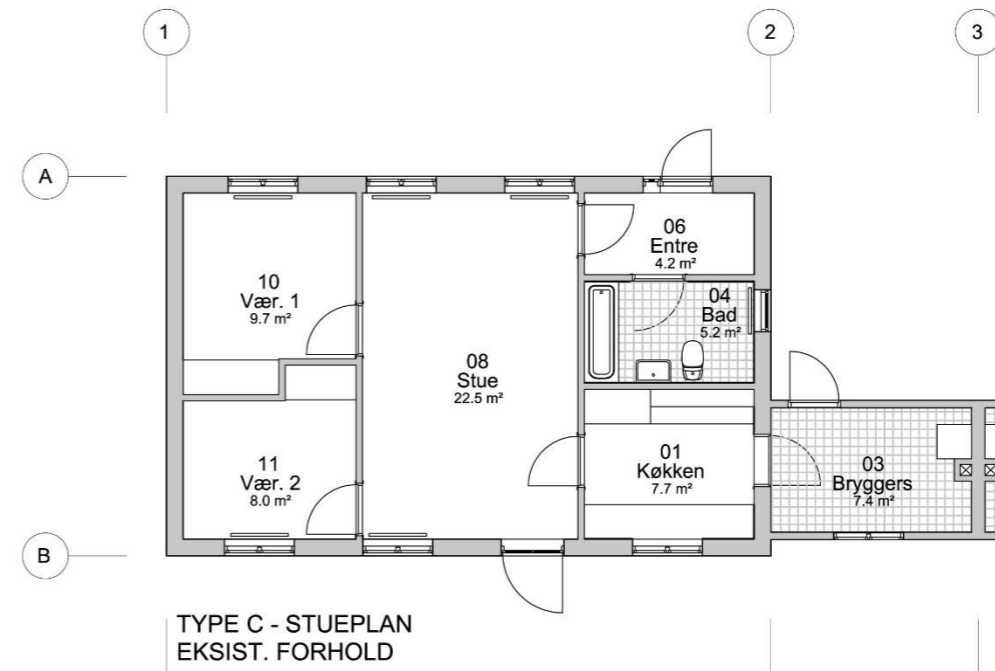 1
2
3
A
06
Entre
4.2 m²
10
Vær. 1
9.7 m²
04
Bad
5.2 m²
08
Stue
22.5 m²
11
Vær. 2
8.0 m²
01
Køkken
7.7 m²
03
Bryggers
7.4 m²
B
TYPE C - STUEPLAN
EKSIST. FORHOLD